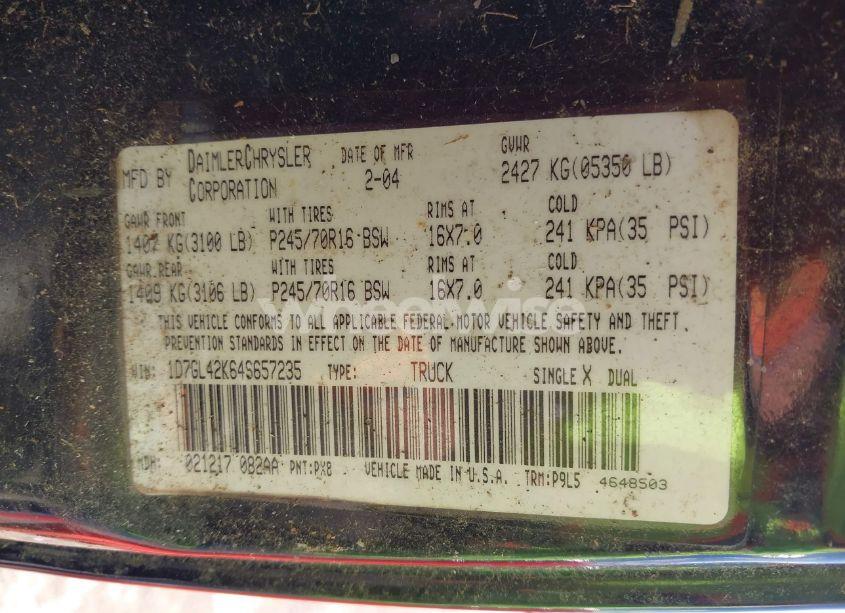 MFD BY DAIMLERCHRYSLER CORPORATION DATE OF MFR 2-04 GVWR 2427 KG(05350 LB)
GAWR FRONT WITH TIRES RIMS AT COLD
1407 KG(3100 LB) P245/70R16 BSW 16X7.0 241 KPA(35 PSI)
GAWR REAR WITH TIRES RIMS AT COLD
1409 KG(3106 LB) P245/70R16 BSW 16X7.0 241 KPA(35 PSI)
THIS VEHICLE CONFORMS TO ALL APPLICABLE FEDERAL MOTOR VEHICLE SAFETY AND THEFT
PREVENTION STANDARDS IN EFFECT ON THE DATE OF MANUFACTURE SHOWN ABOVE.
VIN: 1D7GL42K64S657235 TYPE: TRUCK SINGLE X DUAL
MDH: 021217 082AA PNT:PX8 VEHICLE MADE IN U.S.A. TRM:P9L5 4648503